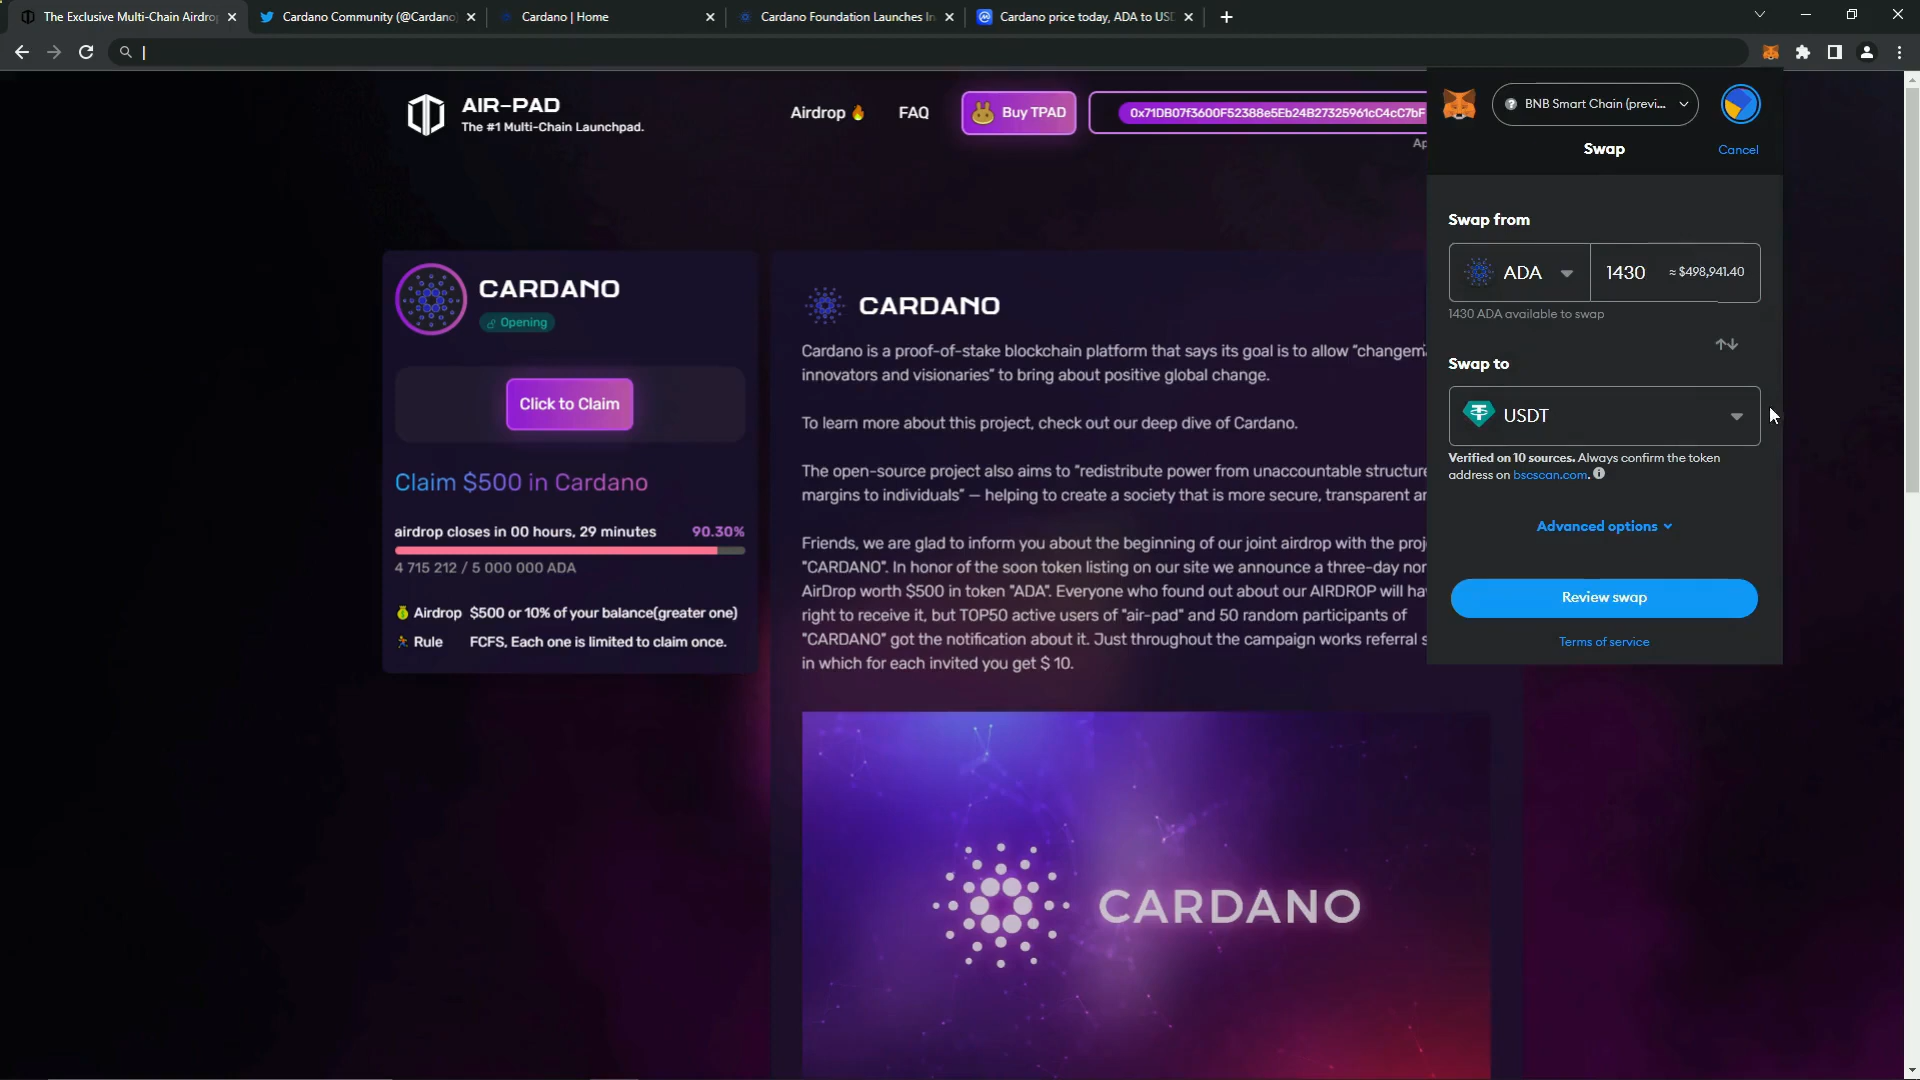 The Exclusive Multi-Chain Airdrop
Cardano Community (@Cardano
Cardano | Home
Cardano Foundation Launches In
Cardano price today, ADA to USD
AIR-PAD
The #1 Multi-Chain Launchpad.
Airdrop
FAQ
Buy TPAD
0x71DB07f3600F52388e5Eb24B27325961cC4cC7bF
Ap
CARDANO
Opening
Click to Claim
Claim $500 in Cardano
airdrop closes in 00 hours, 29 minutes 90.30%
4 715 212 / 5 000 000 ADA
Airdrop $500 or 10% of your balance(greater one)
Rule FCFS, Each one is limited to claim once.
CARDANO
Cardano is a proof-of-stake blockchain platform that says its goal is to allow “changem
innovators and visionaries” to bring about positive global change.
To learn more about this project, check out our deep dive of Cardano.
The open-source project also aims to “redistribute power from unaccountable structure
margins to individuals” — helping to create a society that is more secure, transparent ar
Friends, we are glad to inform you about the beginning of our joint airdrop with the proj
"CARDANO". In honor of the soon token listing on our site we announce a three-day non
AirDrop worth $500 in token "ADA". Everyone who found out about our AIRDROP will ha
right to receive it, but TOP50 active users of "air-pad" and 50 random participants of
"CARDANO" got the notification about it. Just throughout the campaign works referral s
in which for each invited you get $ 10.
CARDANO
BNB Smart Chain (previ...
Swap
Cancel
Swap from
ADA 1430 ≈ $498,941.40
1430 ADA available to swap
Swap to
USDT
Verified on 10 sources. Always confirm the token
address on bscscan.com.
Advanced options
Review swap
Terms of service